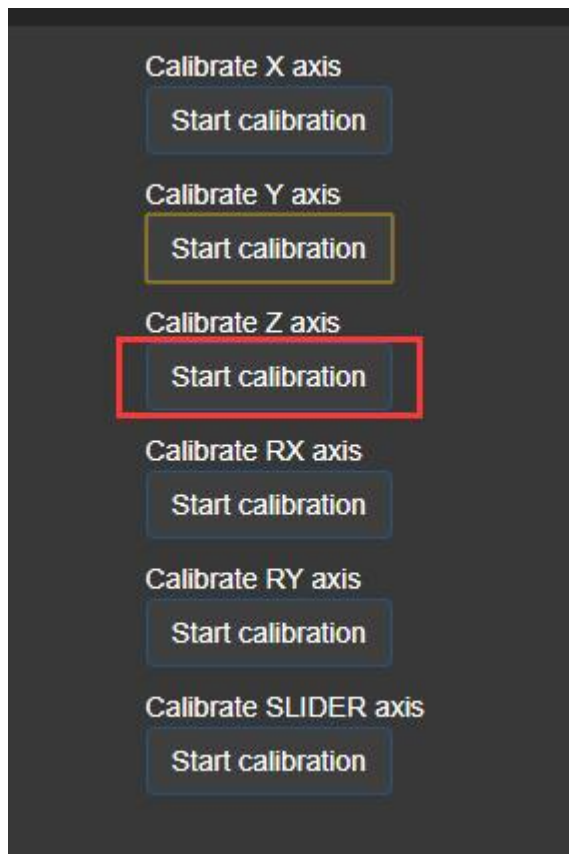 Calibrate X axis
Start calibration
Calibrate Y axis
Start calibration
Calibrate Z axis
Start calibration
Calibrate RX axis
Start calibration
Calibrate RY axis
Start calibration
Calibrate SLIDER axis
Start calibration